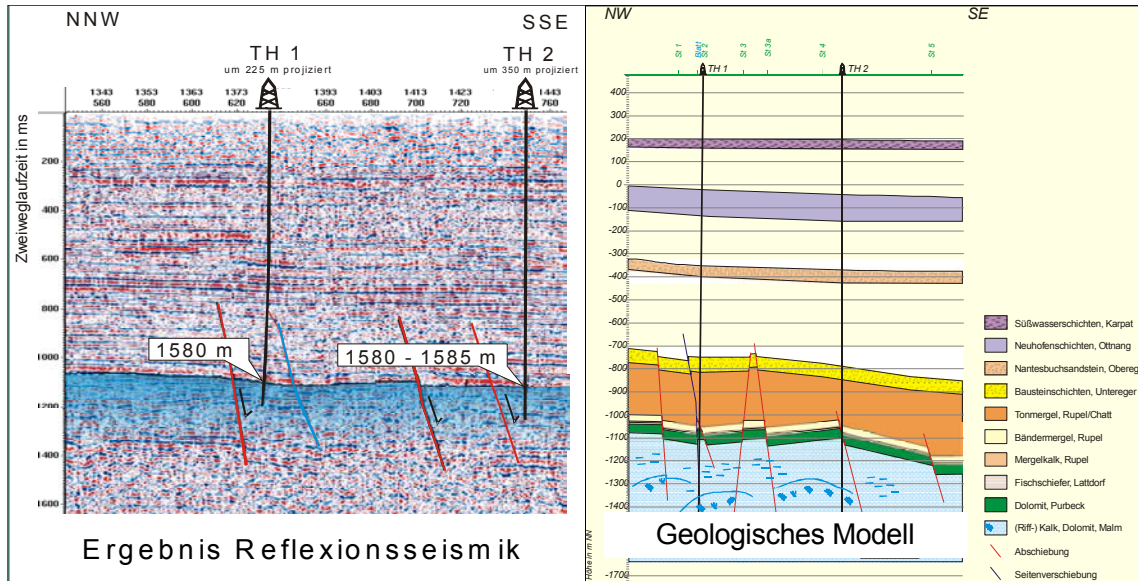 NNW
SSE
TH 1
um 225 m projiziert
TH 2
um 350 m projiziert
1343 1353 1363 1373 1393 1403 1413 1423 1443
560 580 600 620 660 680 700 720 760
Zweiweglaufzeit in ms
200
400
600
800
1000
1200
1400
1600
1580 m
1580 - 1585 m
Ergebnis Reflexionsseismik
NW
SE
St 1
St 2
St 3
St 3a
St 4
St 5
TH 1
TH 2
400
300
200
100
0
-100
-200
-300
-400
-500
-600
-700
-800
-900
-1000
-1100
-1200
-1300
-1400
-1700
Höhe in m NN
Geologisches Modell
Süßwasserschichten, Karpat
Neuhofenschichten, Ottnang
Nantesbuchsandstein, Obereg
Bausteinschichten, Untereger
Tonmergel, Rupel/Chatt
Bändermergel, Rupel
Mergelkalk, Rupel
Fischschiefer, Lattdorf
Dolomit, Purbeck
(Riff-) Kalk, Dolomit, Malm
Abschiebung
Seitenverschiebung